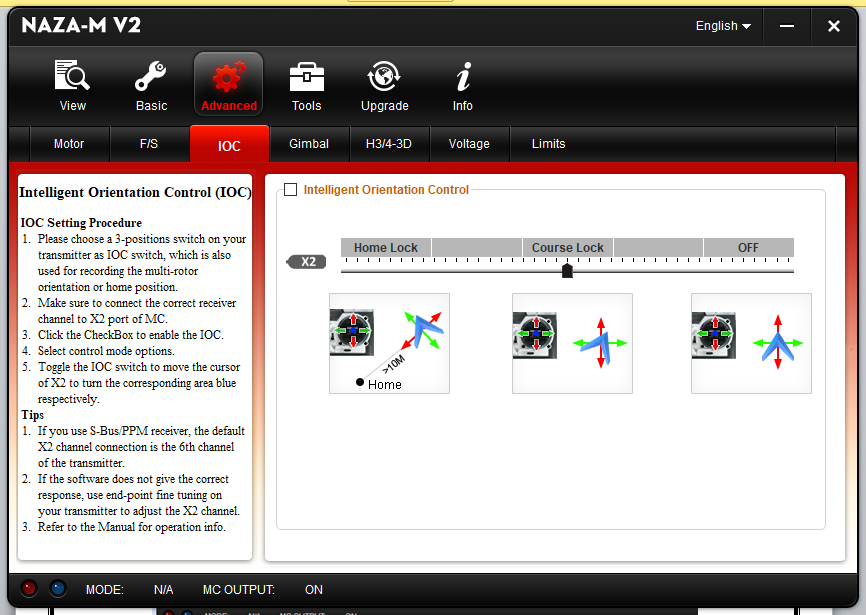 NAZA-M V2
English
View
Basic
Advanced
Tools
Upgrade
Info
Motor
F/S
IOC
Gimbal
H3/4-3D
Voltage
Limits
Intelligent Orientation Control (IOC)
IOC Setting Procedure
1. Please choose a 3-positions switch on your
transmitter as IOC switch, which is also
used for recording the multi-rotor
orientation or home position.
2. Make sure to connect the correct receiver
channel to X2 port of MC.
3. Click the CheckBox to enable the IOC.
4. Select control mode options.
5. Toggle the IOC switch to move the cursor
of X2 to turn the corresponding area blue
respectively.
Tips
1. If you use S-Bus/PPM receiver, the default
X2 channel connection is the 6th channel
of the transmitter.
2. If the software does not give the correct
response, use end-point fine tuning on
your transmitter to adjust the X2 channel.
3. Refer to the Manual for operation info.
Intelligent Orientation Control
Home Lock
Course Lock
OFF
X2
>10M
Home
MODE:
N/A
MC OUTPUT:
ON